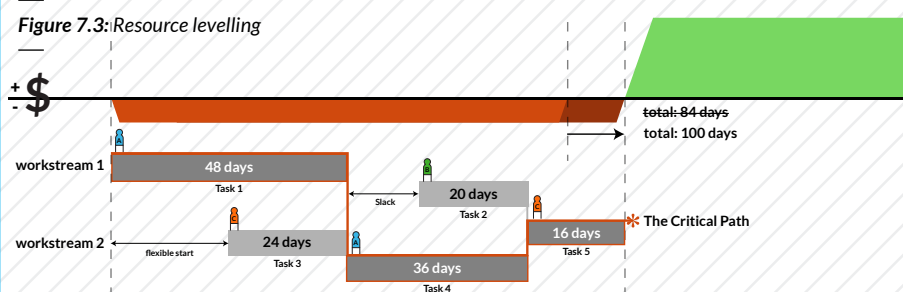 Figure 7.3: Resource levelling
+
- $
total: 84 days
total: 100 days
A
workstream 1
48 days
Task 1
Slack
B
20 days
Task 2
C
16 days
Task 5
* The Critical Path
workstream 2
flexible start
C
24 days
Task 3
A
36 days
Task 4